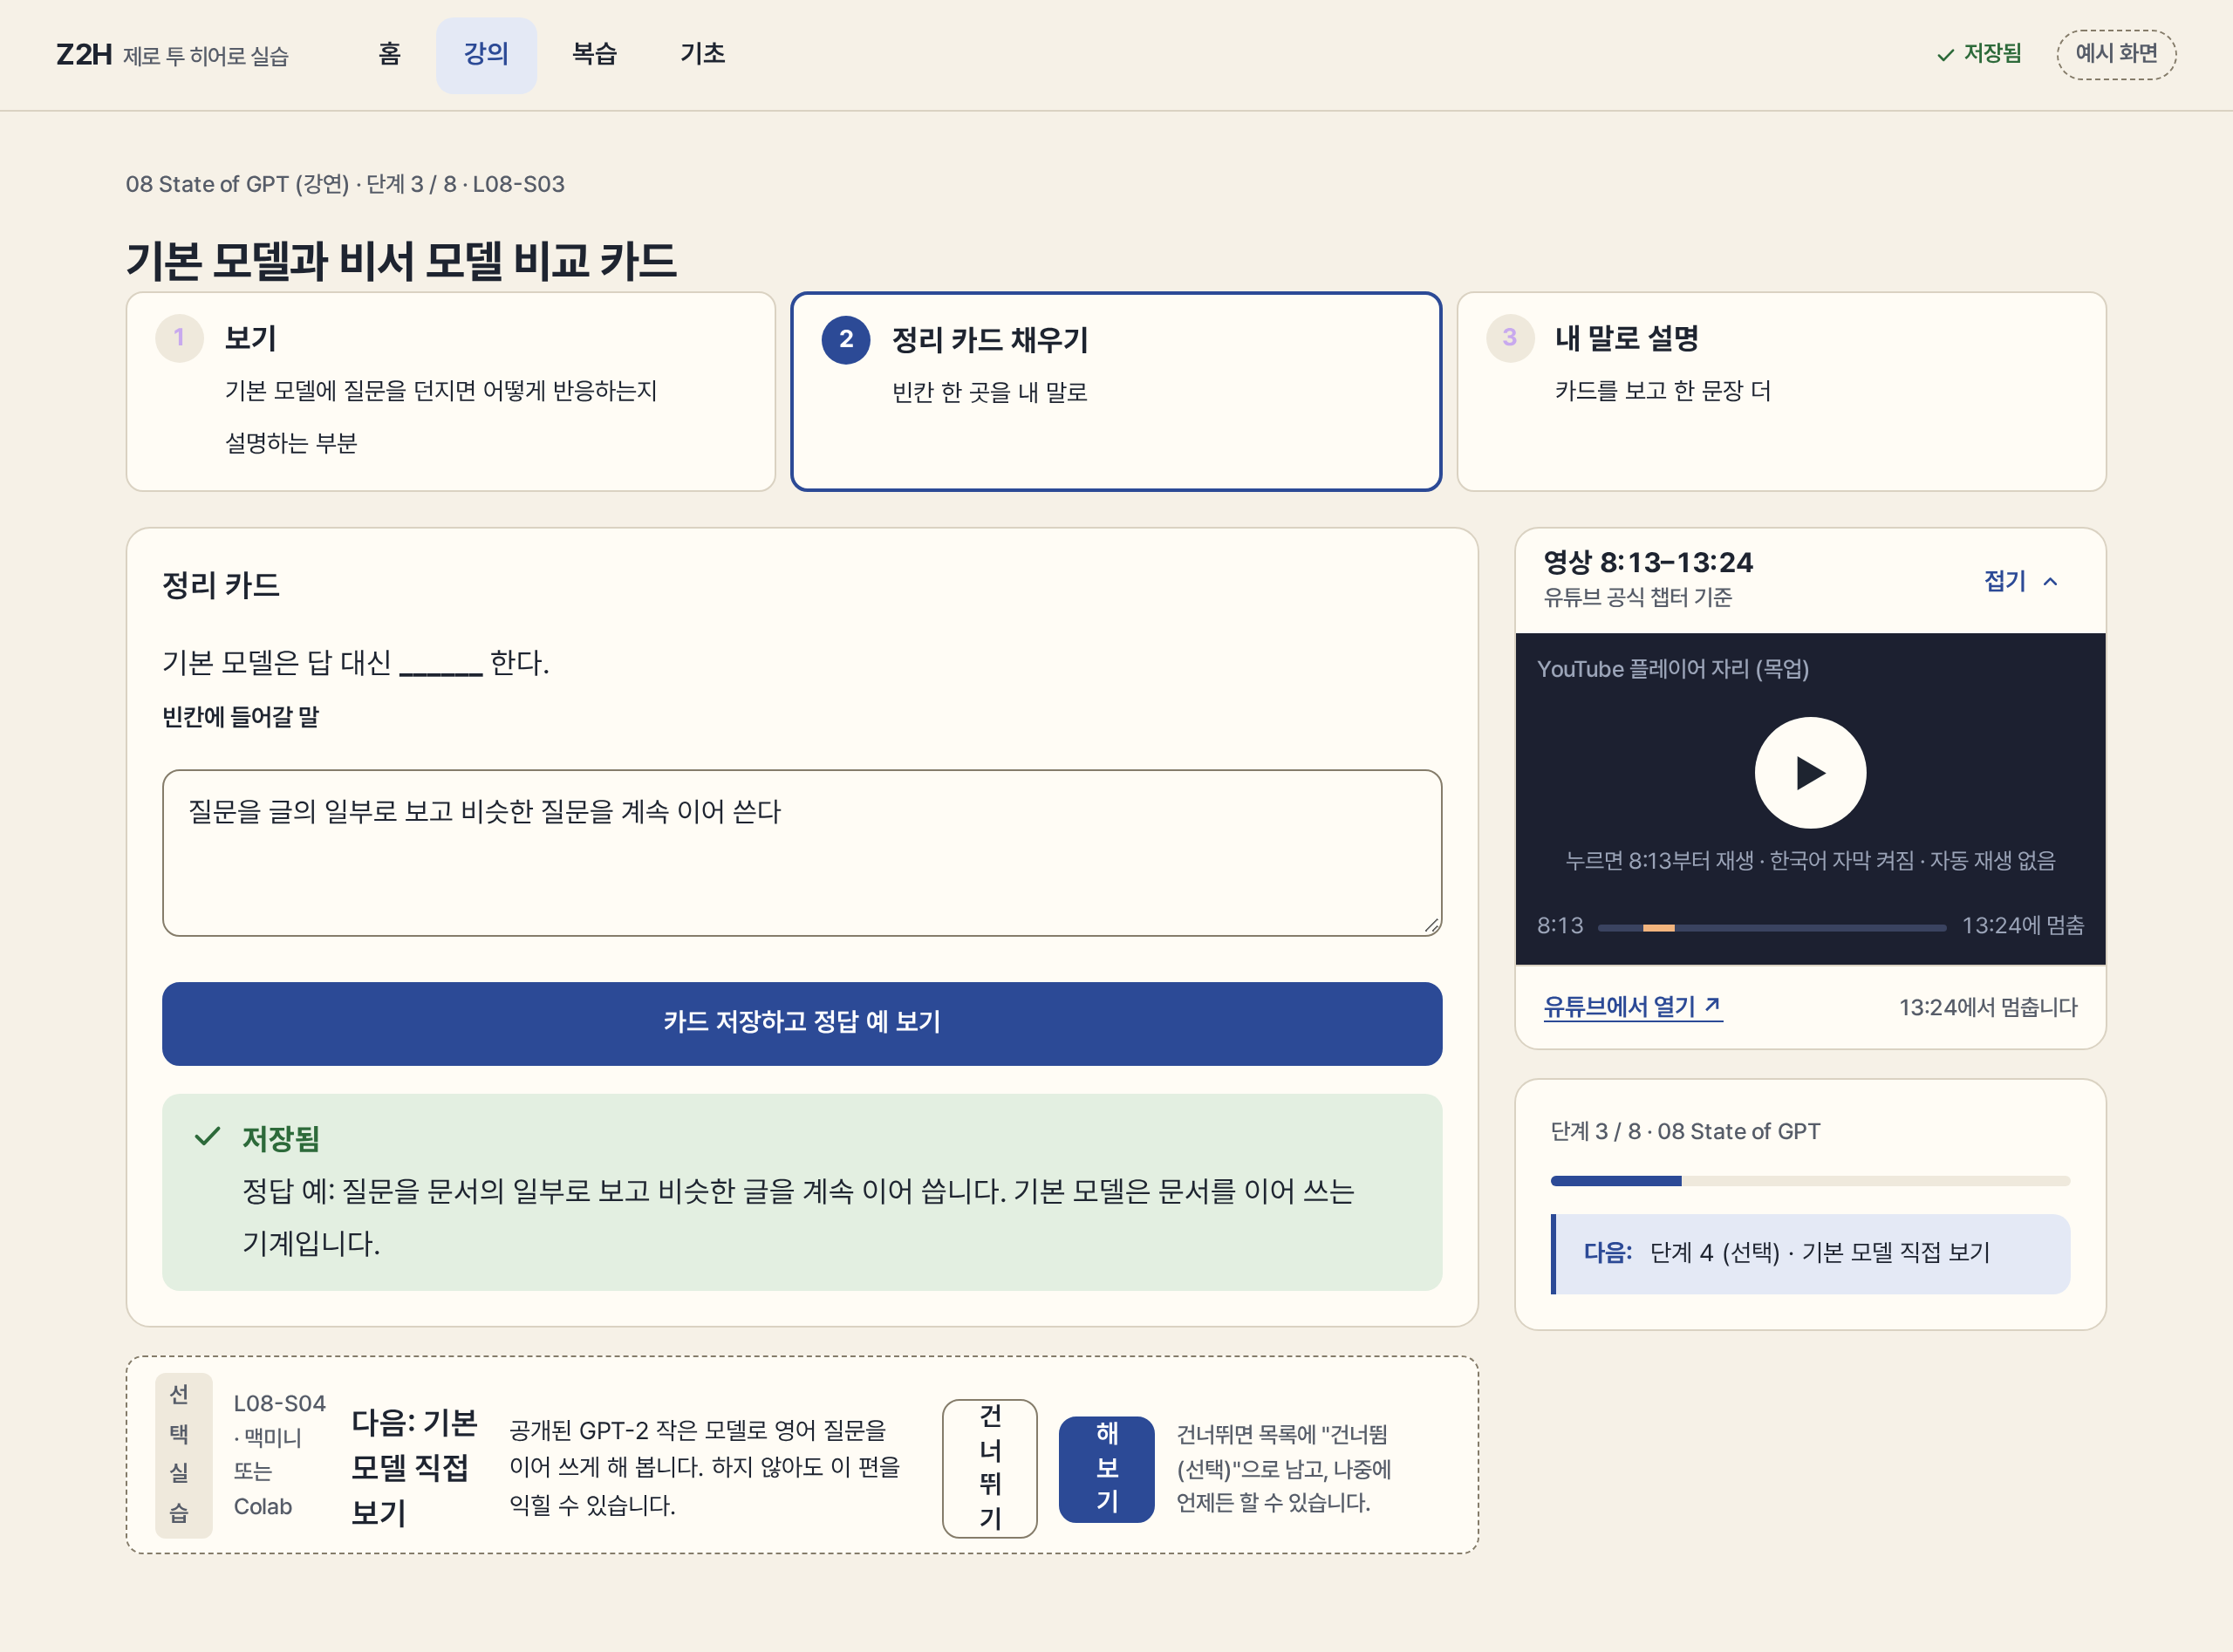 Z2H 제로 투 히어로 실습 홈 강의 복습 기초 저장됨 예시 화면
08 State of GPT (강연) · 단계 3 / 8 · L08-S03
기본 모델과 비서 모델 비교 카드
1 보기
기본 모델에 질문을 던지면 어떻게 반응하는지
설명하는 부분
2 정리 카드 채우기
빈칸 한 곳을 내 말로
3 내 말로 설명
카드를 보고 한 문장 더
정리 카드
기본 모델은 답 대신 ______ 한다.
빈칸에 들어갈 말
질문을 글의 일부로 보고 비슷한 질문을 계속 이어 쓴다
카드 저장하고 정답 예 보기
저장됨
정답 예: 질문을 문서의 일부로 보고 비슷한 글을 계속 이어 씁니다. 기본 모델은 문서를 이어 쓰는
기계입니다.
영상 8:13–13:24
유튜브 공식 챕터 기준
접기
YouTube 플레이어 자리 (목업)
누르면 8:13부터 재생 · 한국어 자막 켜짐 · 자동 재생 없음
8:13 13:24에 멈춤
유튜브에서 열기 ↗ 13:24에서 멈춥니다
단계 3 / 8 · 08 State of GPT
다음: 단계 4 (선택) · 기본 모델 직접 보기
선
택
실
습
L08-S04
· 맥미니
또는
Colab
다음: 기본
모델 직접
보기
공개된 GPT-2 작은 모델로 영어 질문을
이어 쓰게 해 봅니다. 하지 않아도 이 편을
익힐 수 있습니다.
건
너
뛰
기
해
보
기
건너뛰면 목록에 "건너뜀
(선택)"으로 남고, 나중에
언제든 할 수 있습니다.